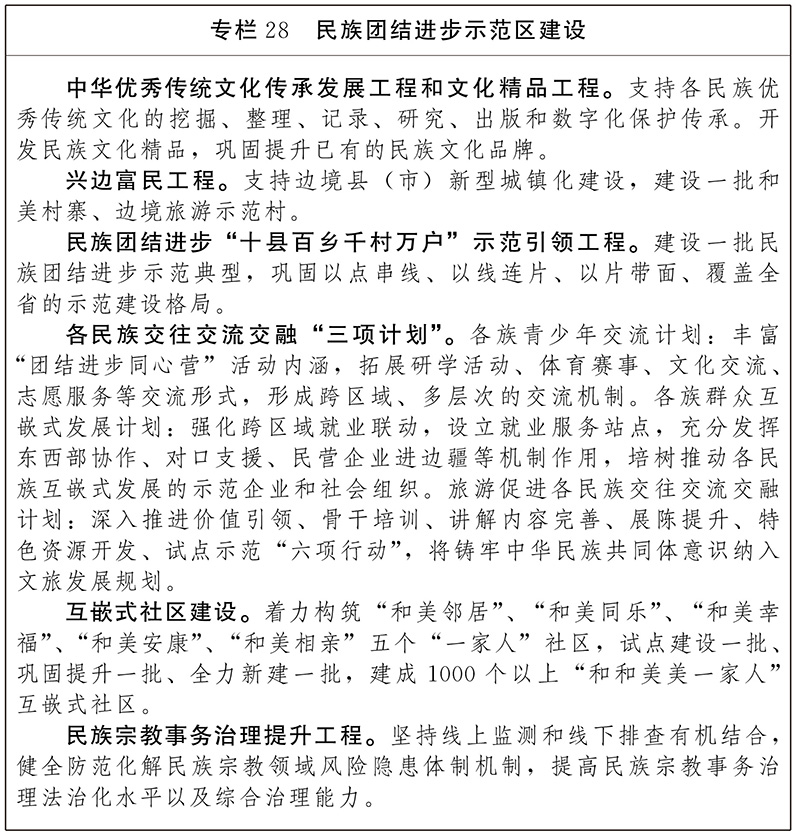 专栏 28 民族团结进步示范区建设
中华优秀传统文化传承发展工程和文化精品工程。支持各民族优
秀传统文化的挖掘、整理、记录、研究、出版和数字化保护传承。开
发民族文化精品，巩固提升已有的民族文化品牌。
兴边富民工程。支持边境县（市）新型城镇化建设，建设一批和
美村寨、边境旅游示范村。
民族团结进步“十县百乡千村万户”示范引领工程。建设一批民
族团结进步示范典型，巩固以点串线、以线连片、以片带面、覆盖全
省的示范建设格局。
各民族交往交流交融“三项计划”。各族青少年交流计划：丰富
“团结进步同心营”活动内涵，拓展研学活动、体育赛事、文化交流、
志愿服务等交流形式，形成跨区域、多层次的交流机制。各族群众互
嵌式发展计划：强化跨区域就业联动，设立就业服务站点，充分发挥
东西部协作、对口支援、民营企业进边疆等机制作用，培树推动各民
族互嵌式发展的示范企业和社会组织。旅游促进各民族交往交流交融
计划：深入推进价值引领、骨干培训、讲解内容完善、展陈提升、特
色资源开发、试点示范“六项行动”，将铸牢中华民族共同体意识纳入
文旅发展规划。
互嵌式社区建设。着力构筑“和美邻居”、“和美同乐”、“和美幸
福”、“和美安康”、“和美相亲”五个“一家人”社区，试点建设一批、
巩固提升一批、全力新建一批，建成 1000 个以上“和和美美一家人”
互嵌式社区。
民族宗教事务治理提升工程。坚持线上监测和线下排查有机结合，
健全防范化解民族宗教领域风险隐患体制机制，提高民族宗教事务治
理法治化水平以及综合治理能力。